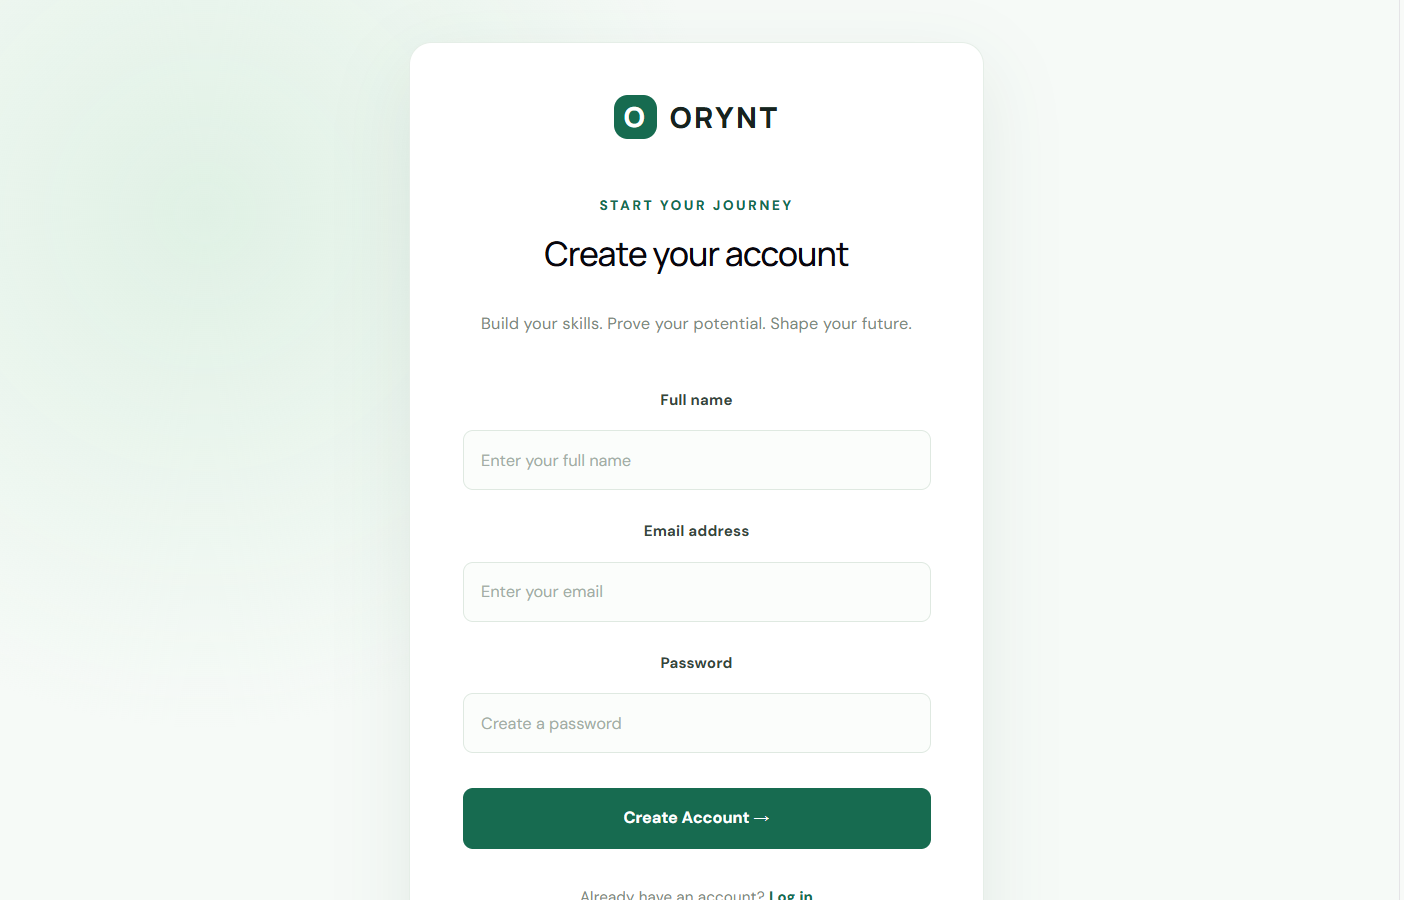 O ORYNT
START YOUR JOURNEY
Create your account
Build your skills. Prove your potential. Shape your future.
Full name
Enter your full name
Email address
Enter your email
Password
Create a password
Create Account →
Already have an account? Log in